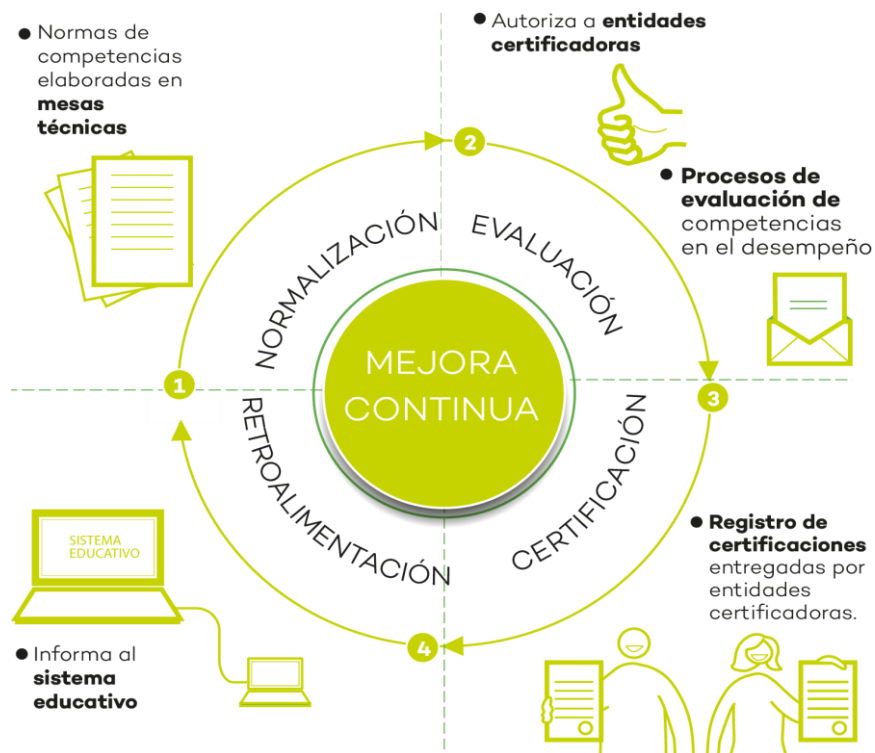 ● Normas de
competencias
elaboradas en
mesas
técnicas
● Autoriza a entidades
certificadoras
● Procesos de
evaluación de
competencias
en el desempeño
1
2
3
4
NORMALIZACIÓN
EVALUACIÓN
CERTIFICACIÓN
RETROALIMENTACIÓN
MEJORA
CONTINUA
● Registro de
certificaciones
entregadas por
entidades
certificadoras.
SISTEMA
EDUCATIVO
● Informa al
sistema
educativo